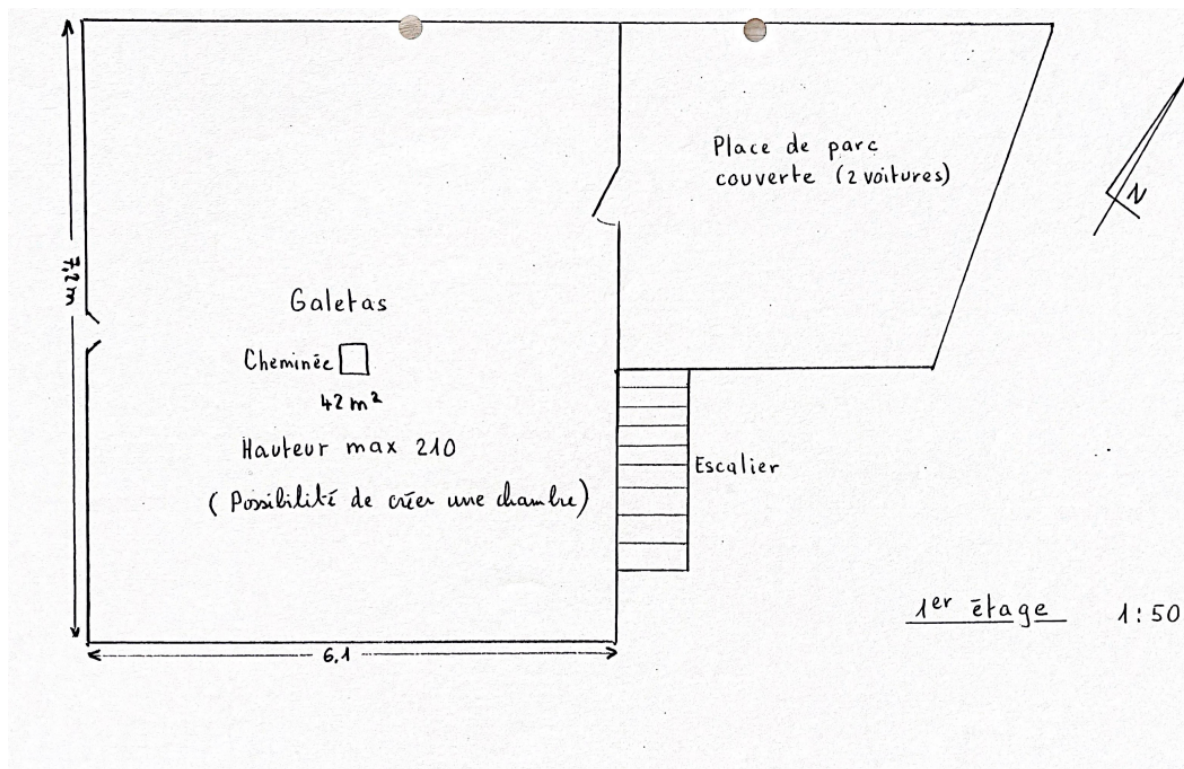 Place de parc
couverte (2 voitures)
N
7,2 m
Galetas
Cheminée
42 m²
Hauteur max 210
(Possibilité de créer une chambre)
Escalier
1er étage 1:50
6.1